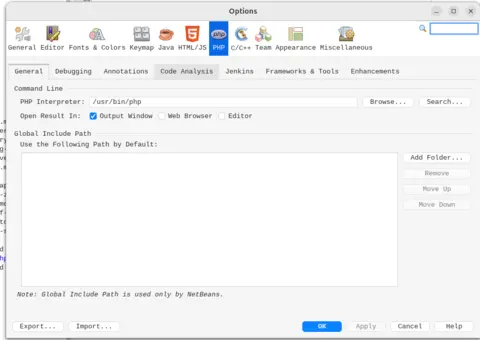 Options
General Editor Fonts & Colors Keymap Java HTML/JS PHP C/C++ Team Appearance Miscellaneous
General Debugging Annotations Code Analysis Jenkins Frameworks & Tools Enhancements
Command Line
PHP Interpreter: /usr/bin/php Browse... Search...
Open Result In: Output Window Web Browser Editor
Global Include Path
Use the Following Path by Default:
Add Folder...
Remove
Move Up
Move Down
Note: Global Include Path is used only by NetBeans.
Export... Import... OK Apply Cancel Help